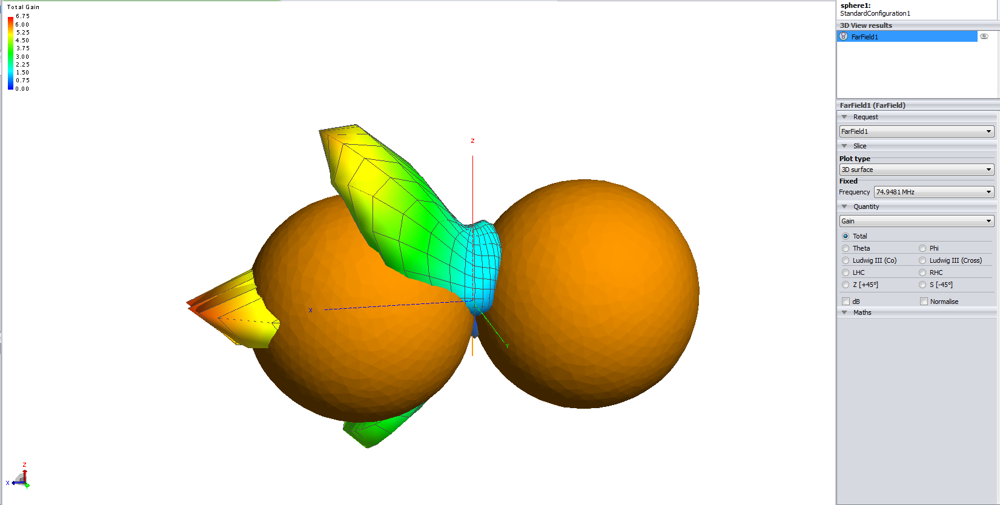 Total Gain
6.75
6.00
5.25
4.50
3.75
3.00
2.25
1.50
0.75
0.00
Z
X
Y
Z
X
Y
sphere1:
StandardConfiguration1
3D View results
FarField1
FarField1 (FarField)
Request
FarField1
Slice
Plot type
3D surface
Fixed
Frequency 74.9481 MHz
Quantity
Gain
Total
Theta Phi
Ludwig III (Co) Ludwig III (Cross)
LHC RHC
Z [+45°] S [-45°]
dB Normalise
Maths